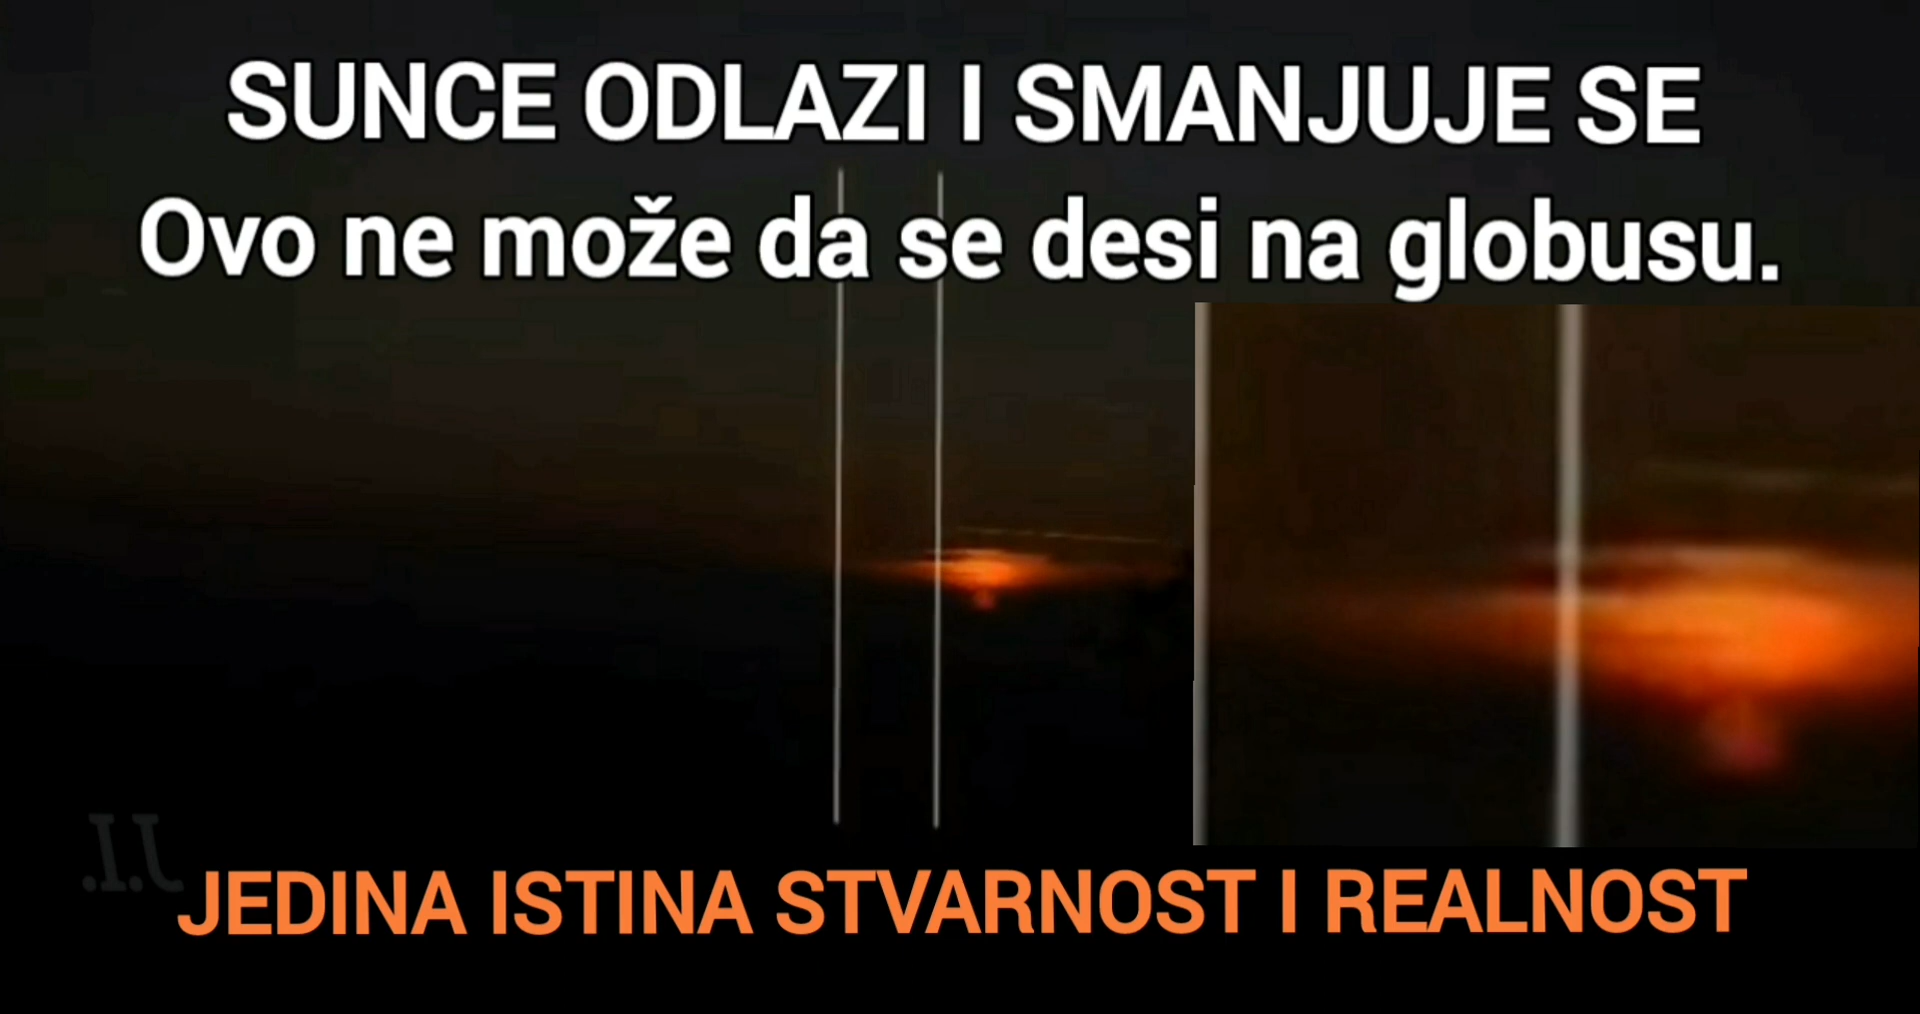 SUNCE ODLAZI I SMANJUJE SE
Ovo ne može da se desi na globusu.
J.I.
JEDINA ISTINA STVARNOST I REALNOST